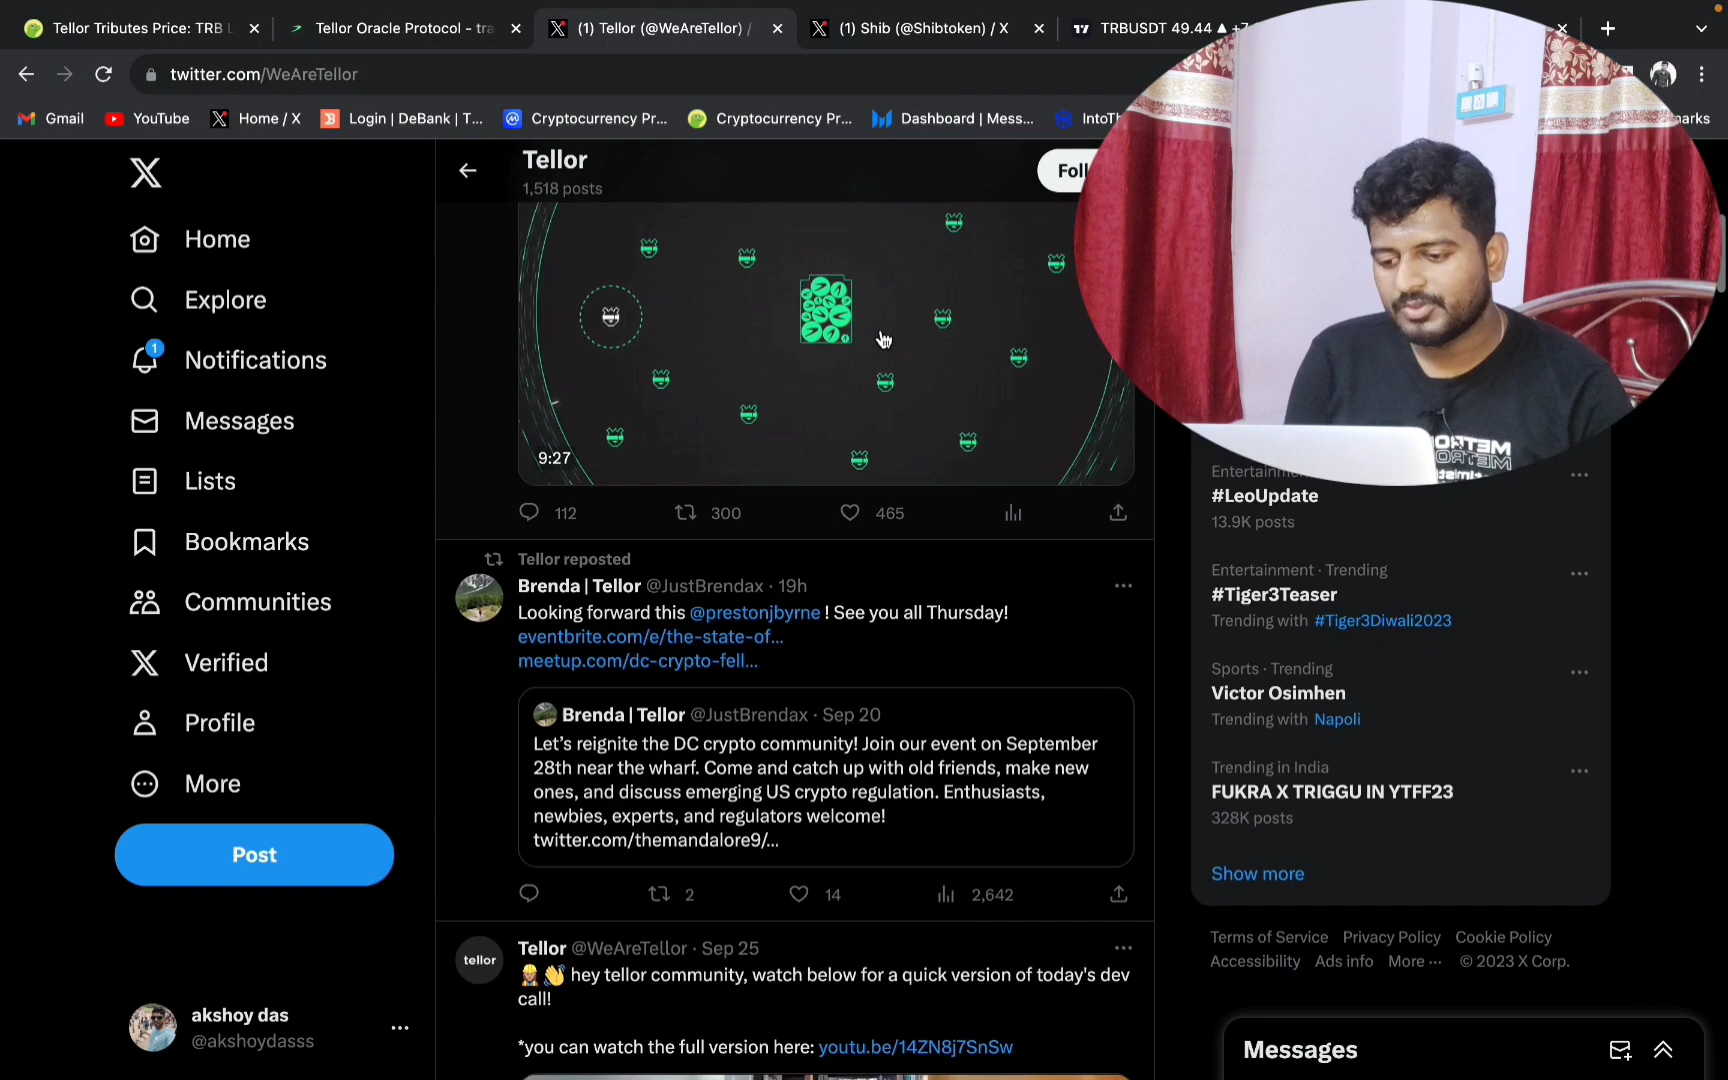 Tellor Tributes Price: TRB L
Tellor Oracle Protocol - tra
(1) Tellor (@WeAreTellor) /
(1) Shib (@Shibtoken) / X
TRBUSDT 49.44 ▲ +7
twitter.com/WeAreTellor
Gmail
YouTube
Home / X
Login | DeBank | T...
Cryptocurrency Pr...
Cryptocurrency Pr...
Dashboard | Mess...
IntoTh
marks
Tellor
1,518 posts
Foll
Home
Explore
1
Notifications
Messages
Lists
Bookmarks
Communities
Verified
Profile
More
Post
akshoy das
@akshoydasss
9:27
112
300
465
Tellor reposted
Brenda | Tellor @JustBrendax · 19h
Looking forward this @prestonjbyrne ! See you all Thursday!
eventbrite.com/e/the-state-of...
meetup.com/dc-crypto-fell...
Brenda | Tellor @JustBrendax · Sep 20
Let's reignite the DC crypto community! Join our event on September
28th near the wharf. Come and catch up with old friends, make new
ones, and discuss emerging US crypto regulation. Enthusiasts,
newbies, experts, and regulators welcome!
twitter.com/themandalore9/...
2
14
2,642
tellor
Tellor @WeAreTellor · Sep 25
👷‍♀️👋 hey tellor community, watch below for a quick version of today's dev
call!
*you can watch the full version here: youtu.be/14ZN8j7SnSw
Entertainme
#LeoUpdate
13.9K posts
Entertainment · Trending
#Tiger3Teaser
Trending with #Tiger3Diwali2023
Sports · Trending
Victor Osimhen
Trending with Napoli
Trending in India
FUKRA X TRIGGU IN YTFF23
328K posts
Show more
Terms of Service Privacy Policy Cookie Policy
Accessibility Ads info More ··· © 2023 X Corp.
Messages